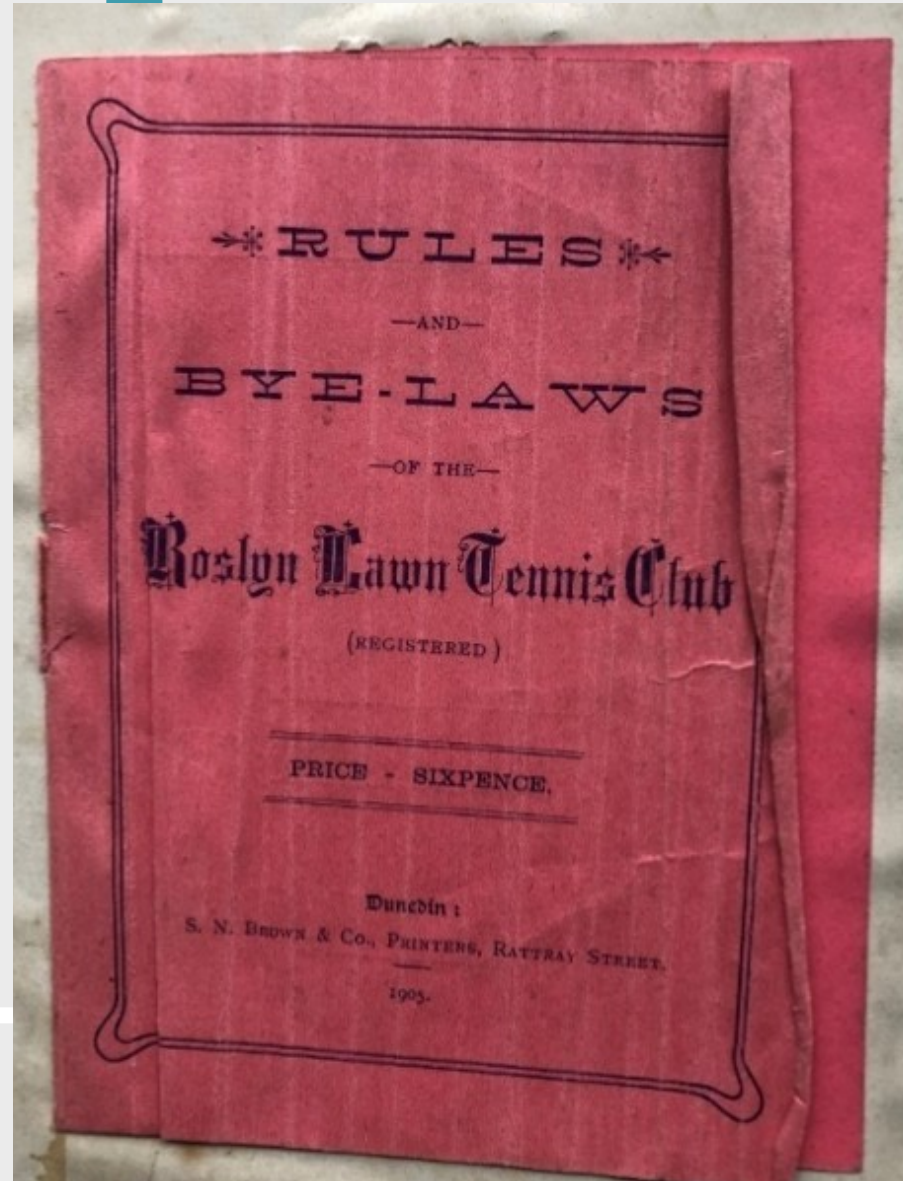 RULES
—AND—
BYE-LAWS
—OF THE—
Roslyn Lawn Tennis Club
(REGISTERED)
PRICE - SIXPENCE.
Dunedin:
S. N. BROWN & CO., PRINTERS, RATTRAY STREET.
1905.